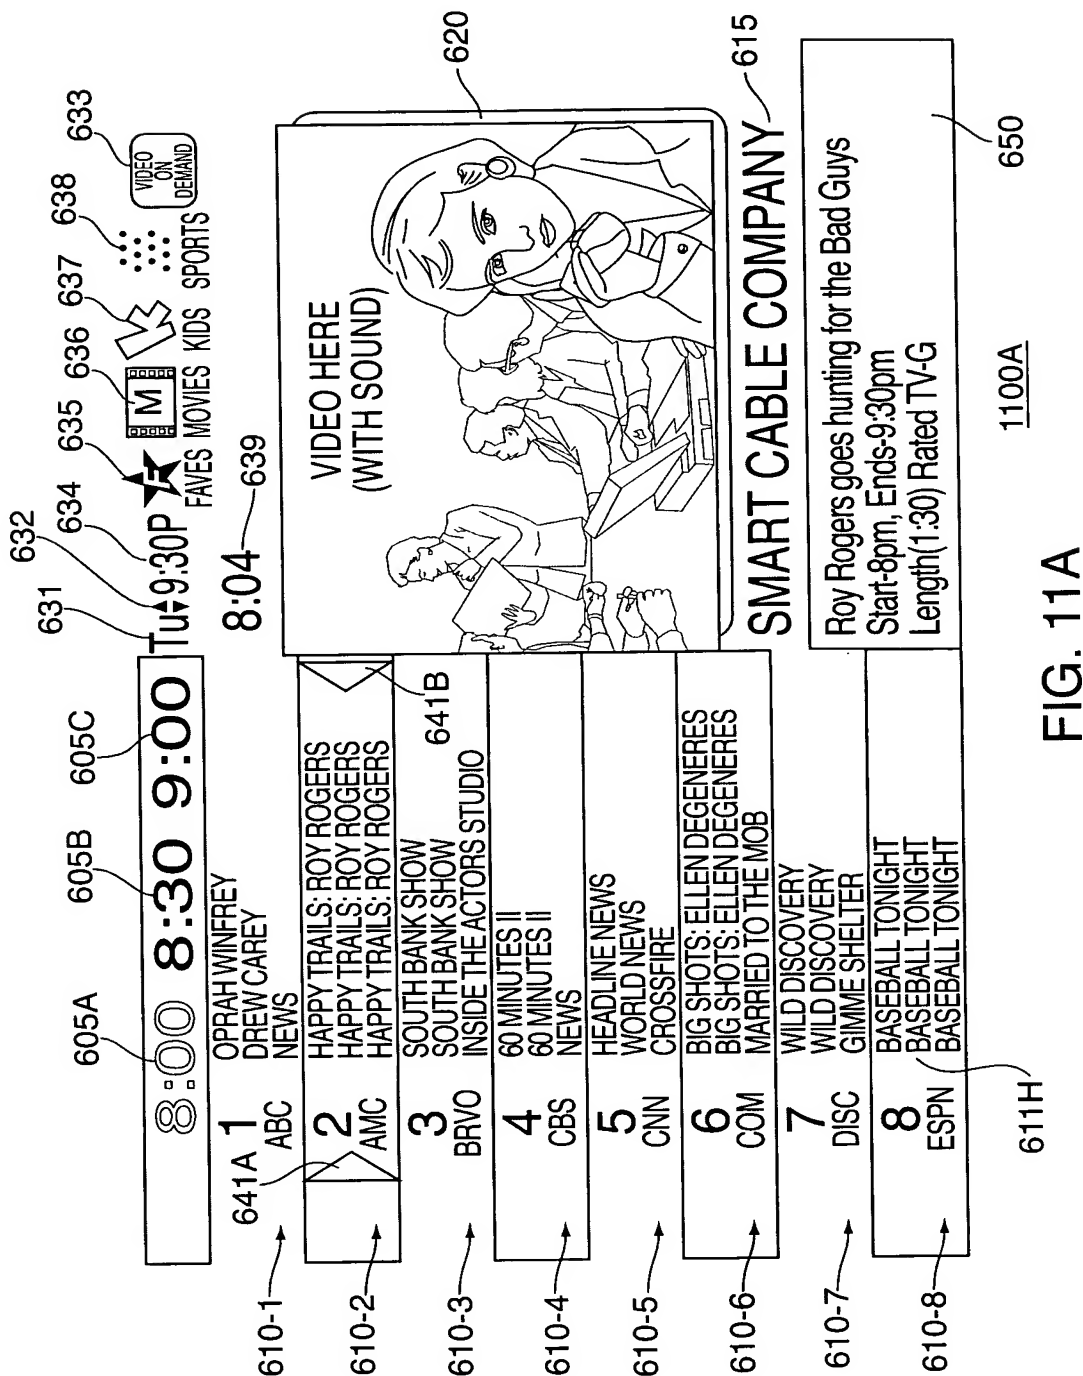 605A
605B
605C
631
632
634
635
636
637
638
633
8:00 8:30 9:00
Tu 9:30P
F
M
VIDEO
ON
DEMAND
FAVES MOVIES KIDS SPORTS
8:04
639
641A
1
ABC
OPRAH WINFREY
DREW CAREY
NEWS
2
AMC
HAPPY TRAILS: ROY ROGERS
HAPPY TRAILS: ROY ROGERS
HAPPY TRAILS: ROY ROGERS
641B
3
BRVO
SOUTH BANK SHOW
SOUTH BANK SHOW
INSIDE THE ACTORS STUDIO
4
CBS
60 MINUTES II
60 MINUTES II
NEWS
5
CNN
HEADLINE NEWS
WORLD NEWS
CROSSFIRE
6
COM
BIG SHOTS: ELLEN DEGENERES
BIG SHOTS: ELLEN DEGENERES
MARRIED TO THE MOB
7
DISC
WILD DISCOVERY
WILD DISCOVERY
GIMME SHELTER
8
ESPN
BASEBALL TONIGHT
BASEBALL TONIGHT
BASEBALL TONIGHT
610-1
610-2
610-3
610-4
610-5
610-6
610-7
610-8
611H
VIDEO HERE
(WITH SOUND)
620
SMART CABLE COMPANY
615
Roy Rogers goes hunting for the Bad Guys
Start-8pm, Ends-9:30pm
Length(1:30) Rated TV-G
650
1100A
FIG. 11A